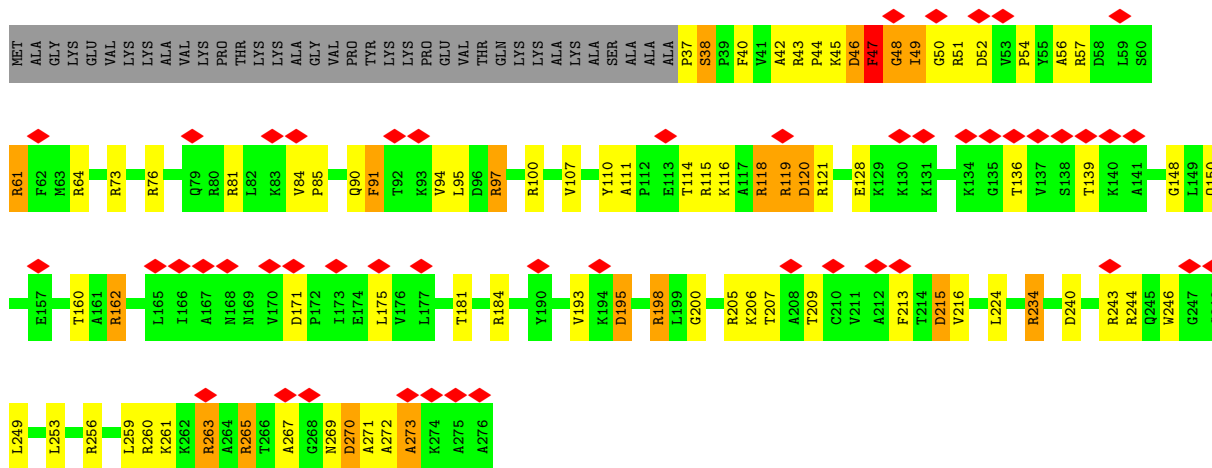 MET ALA GLY LYS GLU VAL LYS LYS ALA VAL LYS PRO THR LYS LYS ALA GLY VAL PRO TYR LYS LYS PRO GLU VAL THR GLN LYS LYS ALA LYS ALA SER ALA ALA ALA P37 S38 P39 F40 V41 A42 R43 P44 K45 D46 F47 G48 I49 G50 R51 D52 V53 P54 Y55 A56 R57 D58 L59 S60
R61 F62 M63 R64 R73 R76 Q79 R80 R81 L82 K83 V84 P85 Q90 F91 T92 K93 V94 L95 D96 R97 R100 V107 Y110 A111 P112 E113 T114 R115 K116 A117 R118 R119 D120 R121 E128 K129 K130 K131 K134 G135 T136 V137 S138 T139 K140 A141 G148 L149 Q150
E157 T160 A161 R162 L165 I166 A167 N168 N169 V170 D171 P172 I173 E174 L175 V176 L177 T181 R184 Y190 V193 K194 D195 R198 L199 G200 R205 K206 T207 A208 T209 C210 V211 A212 F213 T214 D215 V216 L224 R234 D240 R243 R244 Q245 W246 G247
L249 L253 R256 L259 R260 K261 K262 R263 A264 R265 T266 A267 G268 N269 D270 A271 A272 A273 K274 A275 A276